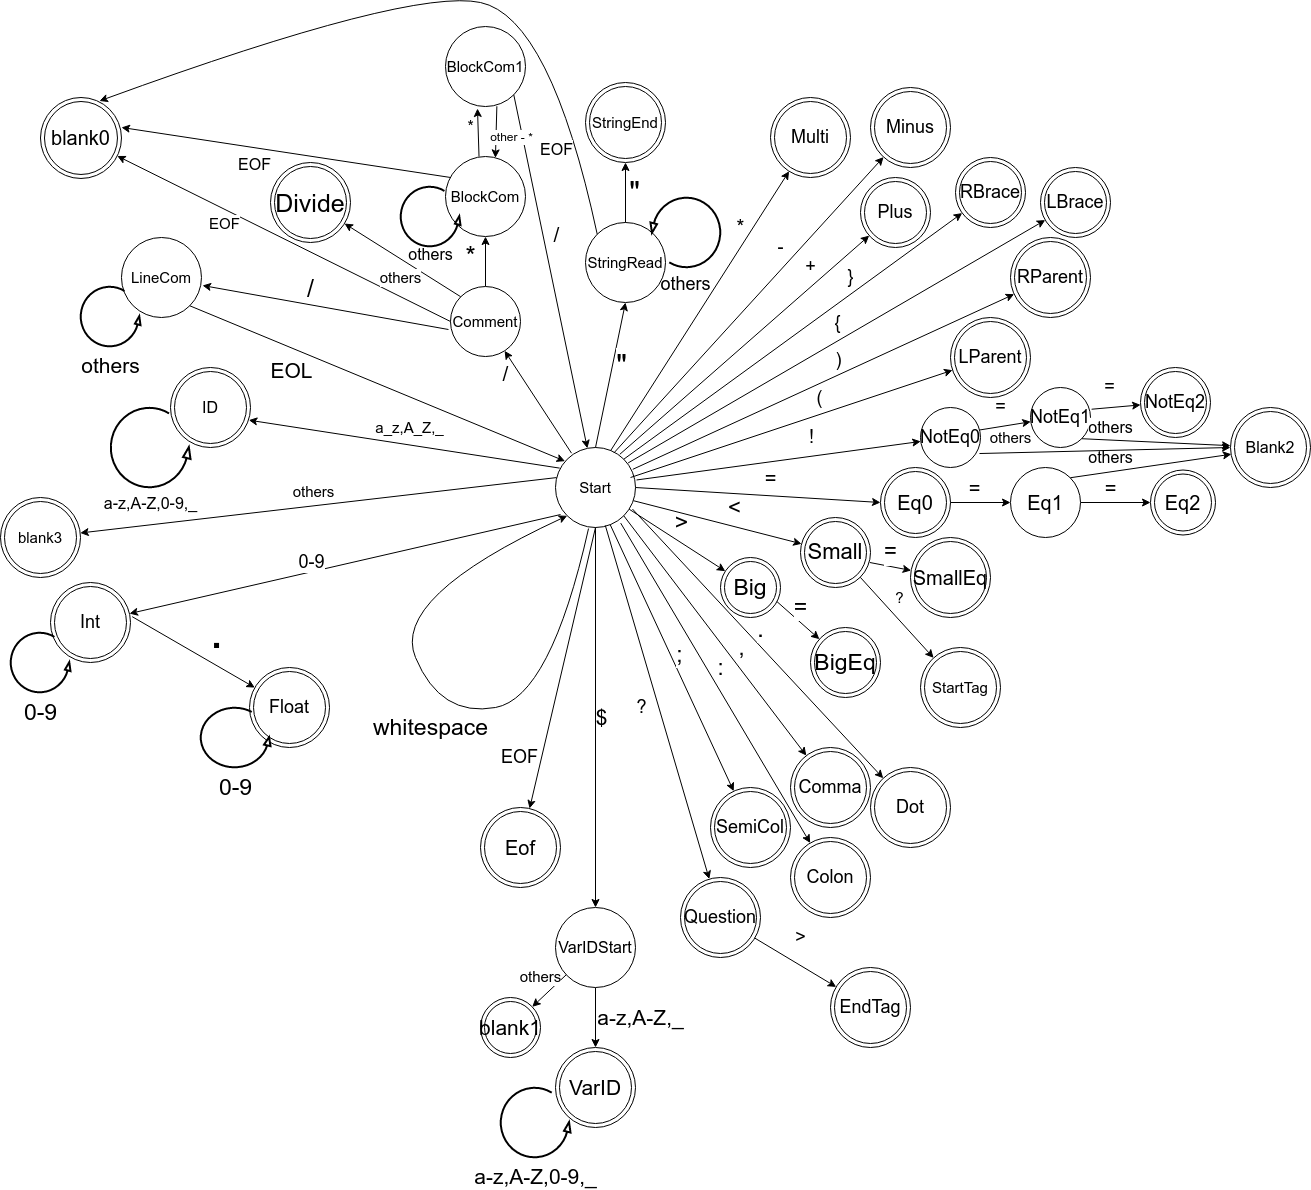 BlockCom1
blank0
*
other - *
EOF
StringEnd
Multi
Minus
EOF
BlockCom
"
Divide
Plus
RBrace
LBrace
EOF
others
*
/
StringRead
others
*
-
+
}
RParent
LineCom
others
/
Comment
{
)
LParent
others
EOL
/
"
(
=
NotEq2
ID
a_z,A_Z,_
!
NotEq0
=
NotEq1
others
others
Blank2
others
a-z,A-Z,0-9,_
others
Start
=
Eq0
=
Eq1
=
Eq2
blank3
<
>
Small
=
SmallEq
0-9
Big
=
?
Int
.
.
BigEq
StartTag
0-9
Float
whitespace
$
?
;
:
,
0-9
EOF
Comma
Dot
SemiCol
Eof
Colon
Question
>
VarIDStart
others
EndTag
blank1
a-z,A-Z,_
VarID
a-z,A-Z,0-9,_